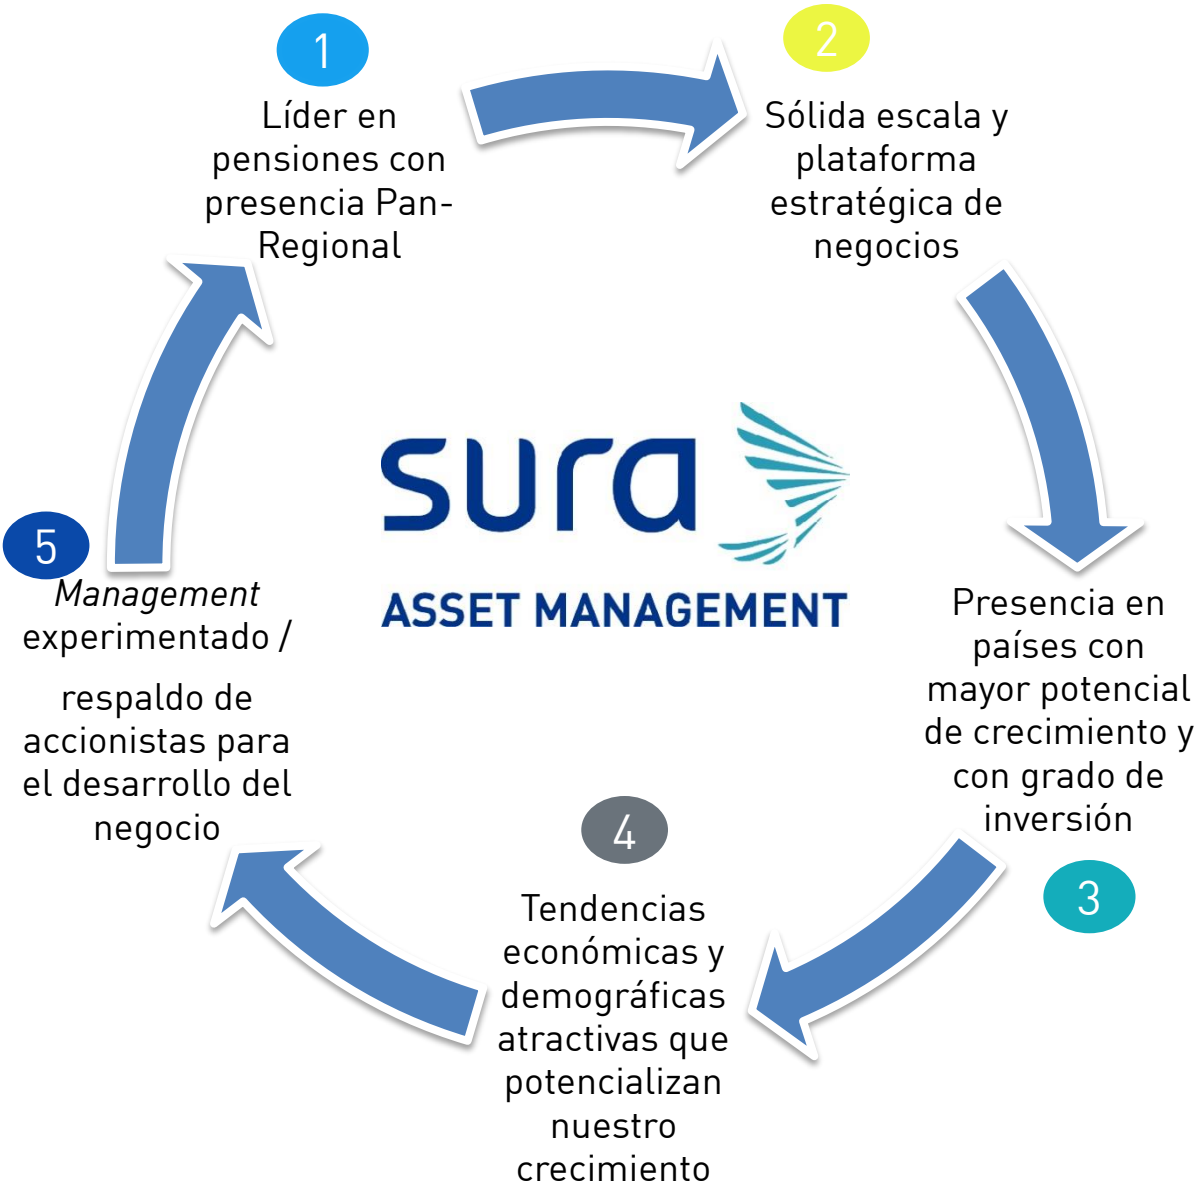 1
Líder en
pensiones con
presencia Pan-
Regional
2
Sólida escala y
plataforma
estratégica de
negocios
Presencia en
países con
mayor potencial
de crecimiento y
con grado de
inversión
3
4
Tendencias
económicas y
demográficas
atractivas que
potencializan
nuestro
crecimiento
5
Management
experimentado /
respaldo de
accionistas para
el desarrollo del
negocio
sura
ASSET MANAGEMENT